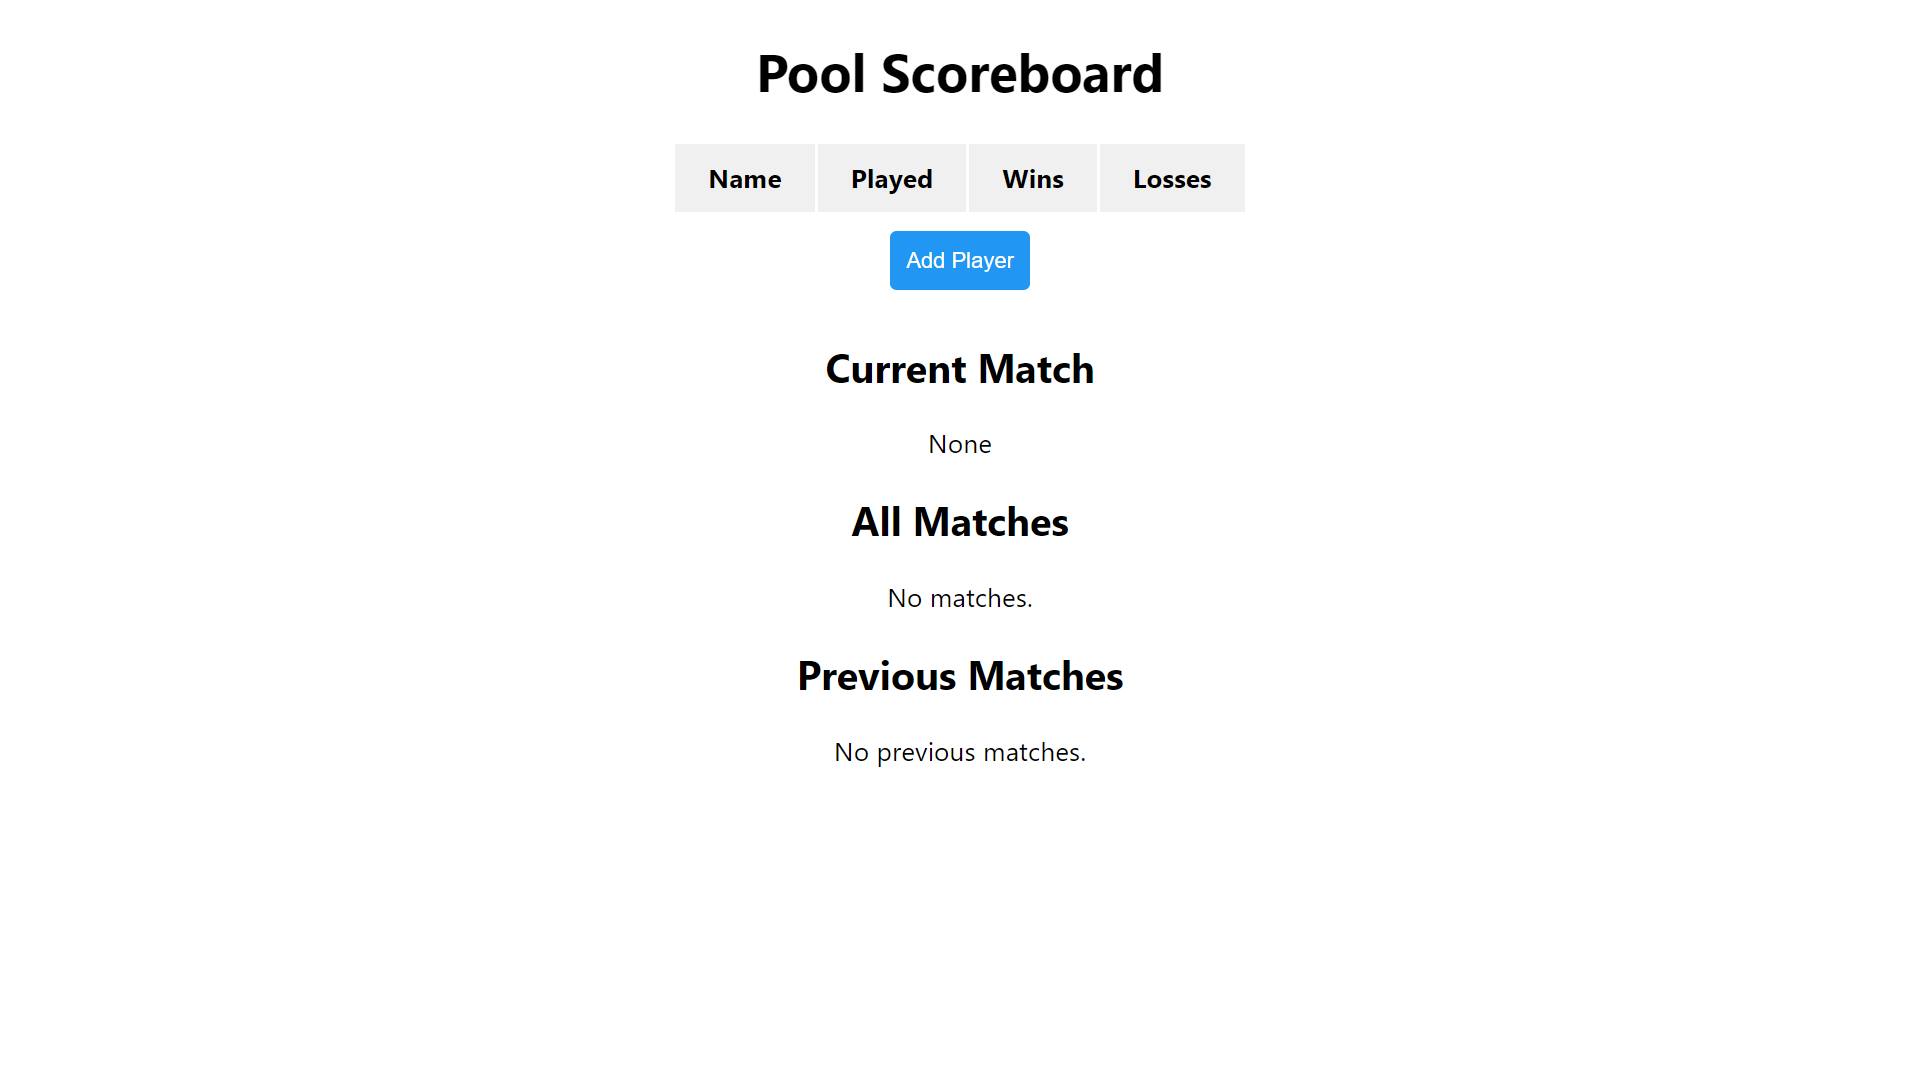 Pool Scoreboard
Name Played Wins Losses
Add Player
Current Match
None
All Matches
No matches.
Previous Matches
No previous matches.